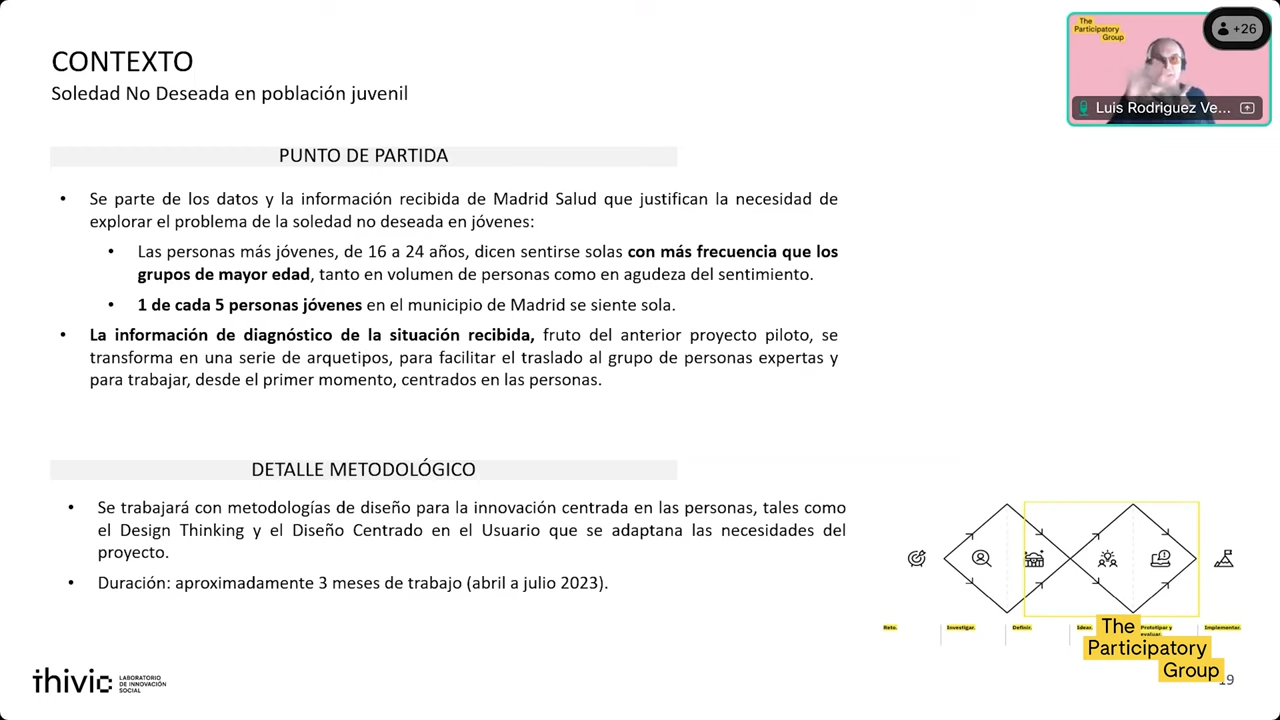 CONTEXTO
Soledad No Deseada en población juvenil
The
Participatory
Group
+26
Luis Rodriguez Ve...
PUNTO DE PARTIDA
• Se parte de los datos y la información recibida de Madrid Salud que justifican la necesidad de
explorar el problema de la soledad no deseada en jóvenes:
• Las personas más jóvenes, de 16 a 24 años, dicen sentirse solas con más frecuencia que los
grupos de mayor edad, tanto en volumen de personas como en agudeza del sentimiento.
• 1 de cada 5 personas jóvenes en el municipio de Madrid se siente sola.
• La información de diagnóstico de la situación recibida, fruto del anterior proyecto piloto, se
transforma en una serie de arquetipos, para facilitar el traslado al grupo de personas expertas y
para trabajar, desde el primer momento, centrados en las personas.
DETALLE METODOLÓGICO
• Se trabajará con metodologías de diseño para la innovación centrada en las personas, tales como
el Design Thinking y el Diseño Centrado en el Usuario que se adaptana las necesidades del
proyecto.
• Duración: aproximadamente 3 meses de trabajo (abril a julio 2023).
Reto.
Investigar.
Definir.
Idear.
Prototipar y
evaluar.
Implementar.
The
Participatory
Group
19
thivic
LABORATORIO
DE INNOVACIÓN
SOCIAL